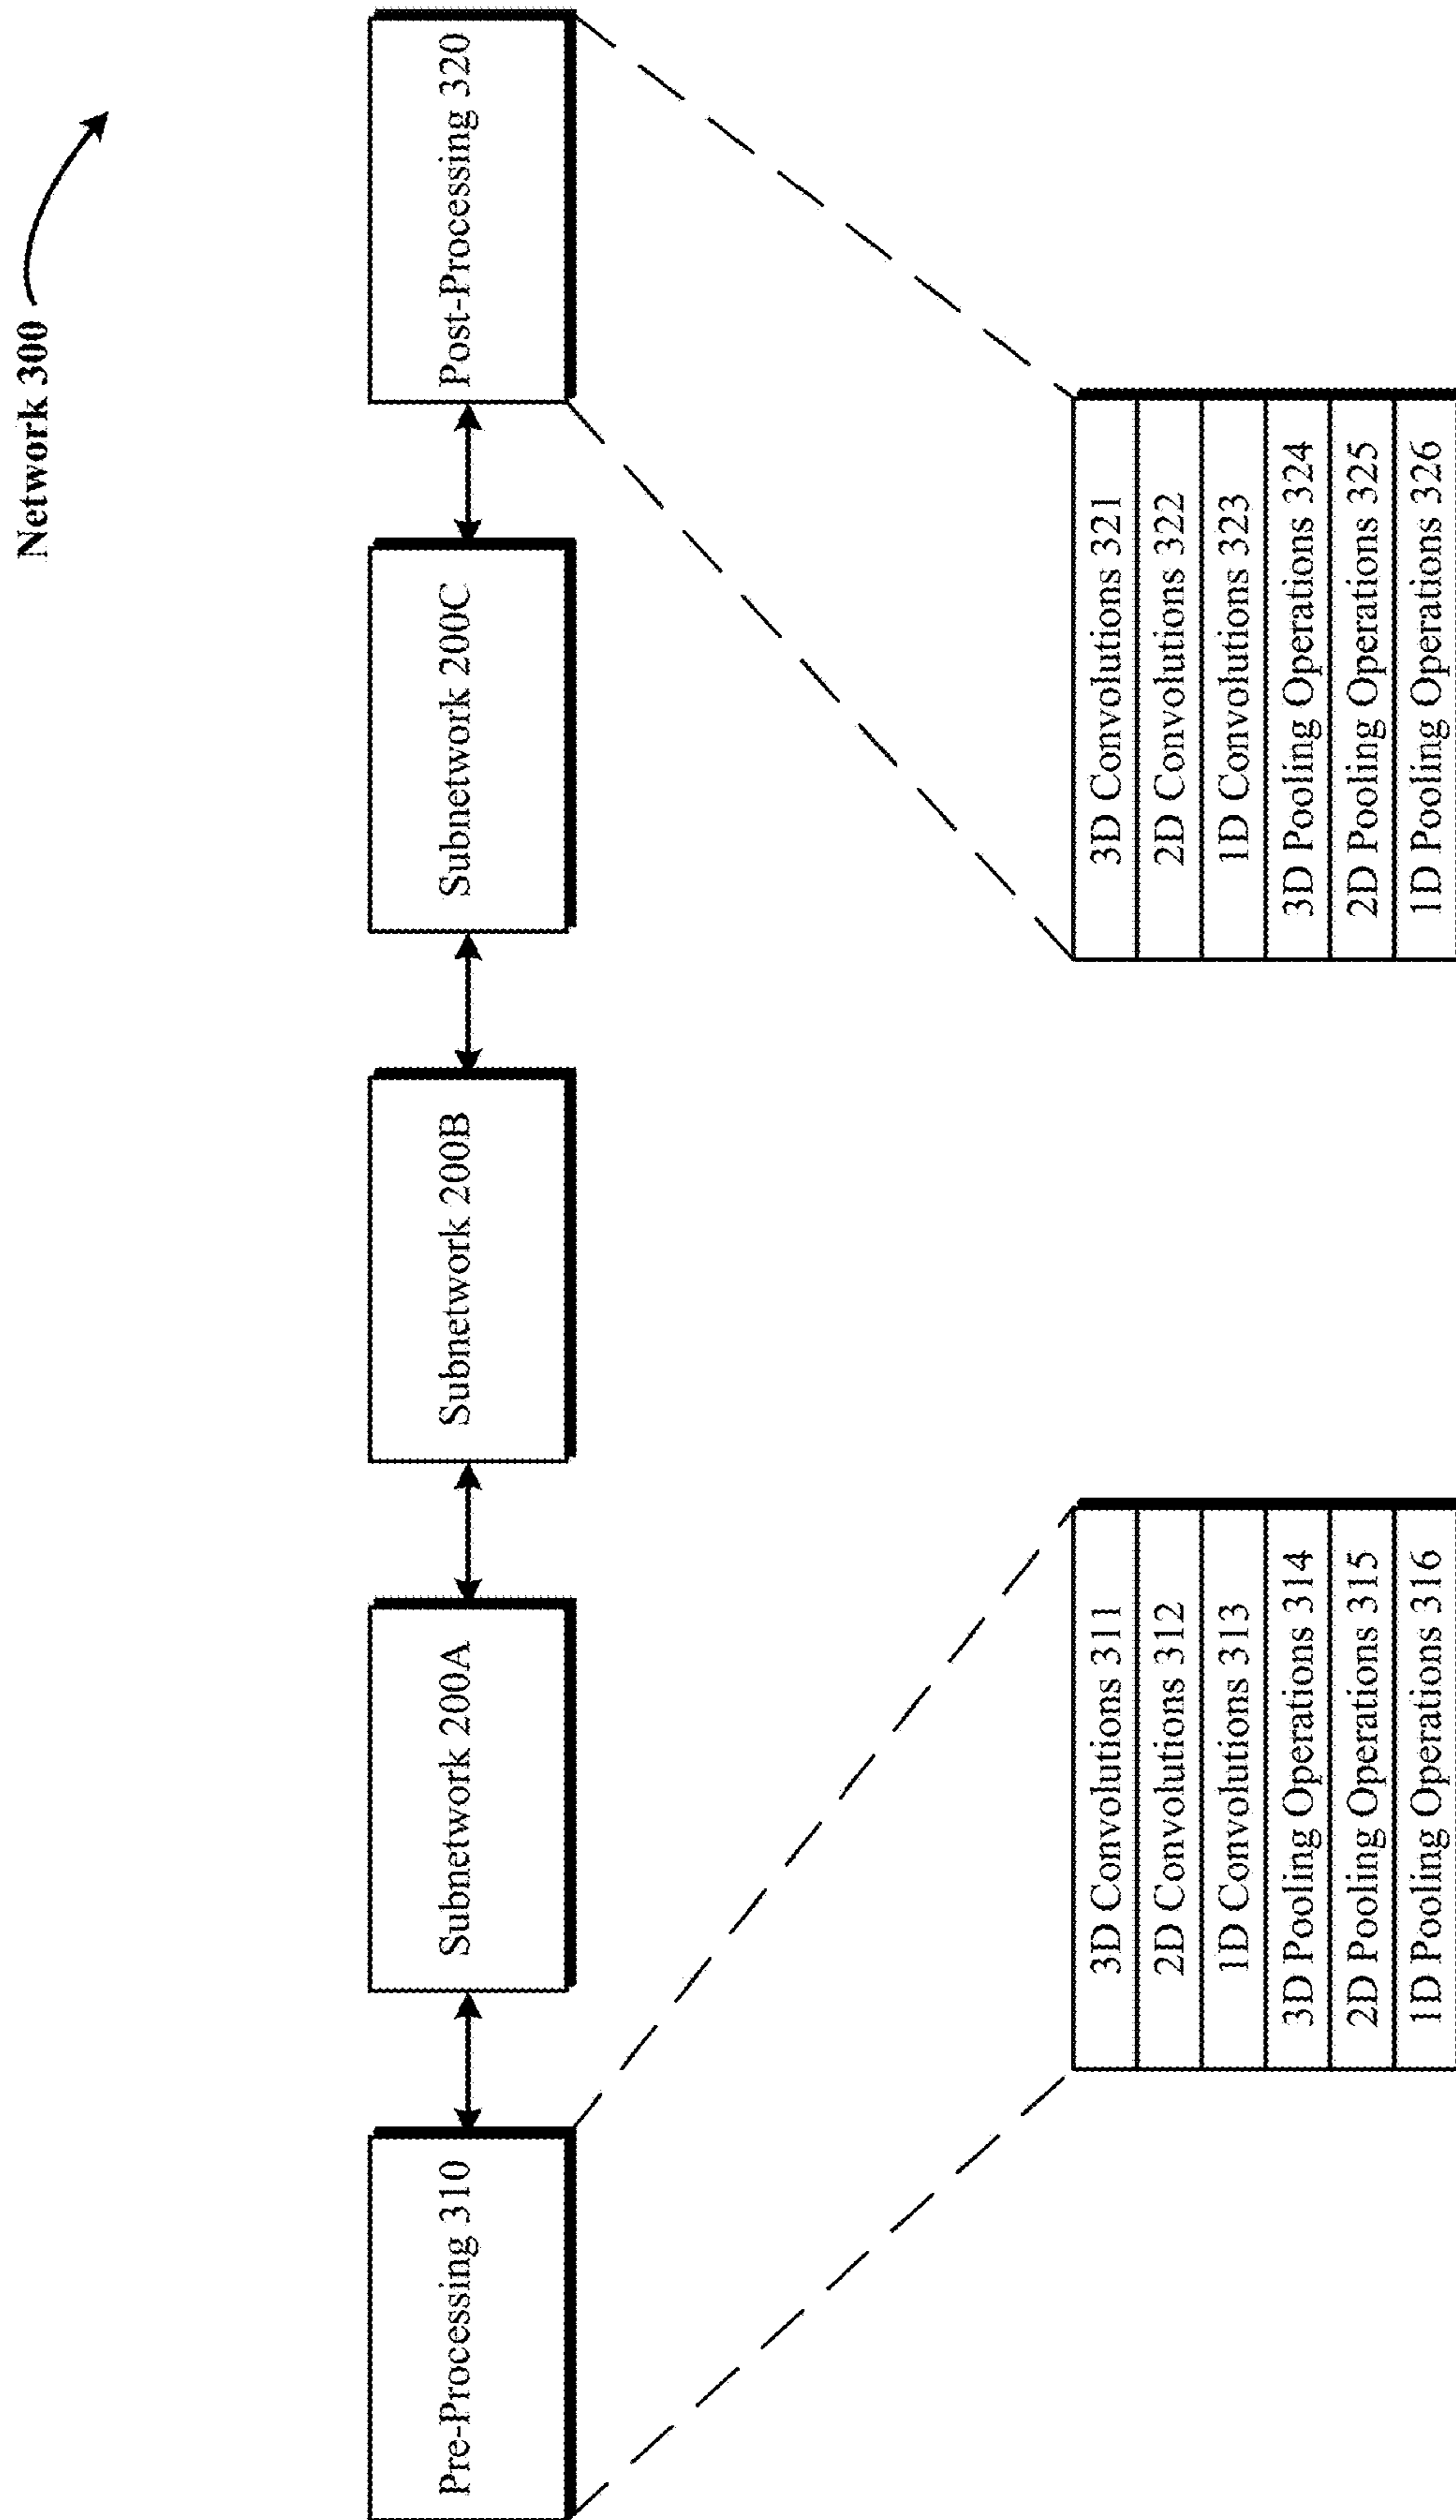 Network 300
Pre-Processing 310
Subnetwork 200A
Subnetwork 200B
Subnetwork 200C
Post-Processing 320
3D Convolutions 311
2D Convolutions 312
1D Convolutions 313
3D Pooling Operations 314
2D Pooling Operations 315
1D Pooling Operations 316
3D Convolutions 321
2D Convolutions 322
1D Convolutions 323
3D Pooling Operations 324
2D Pooling Operations 325
1D Pooling Operations 326